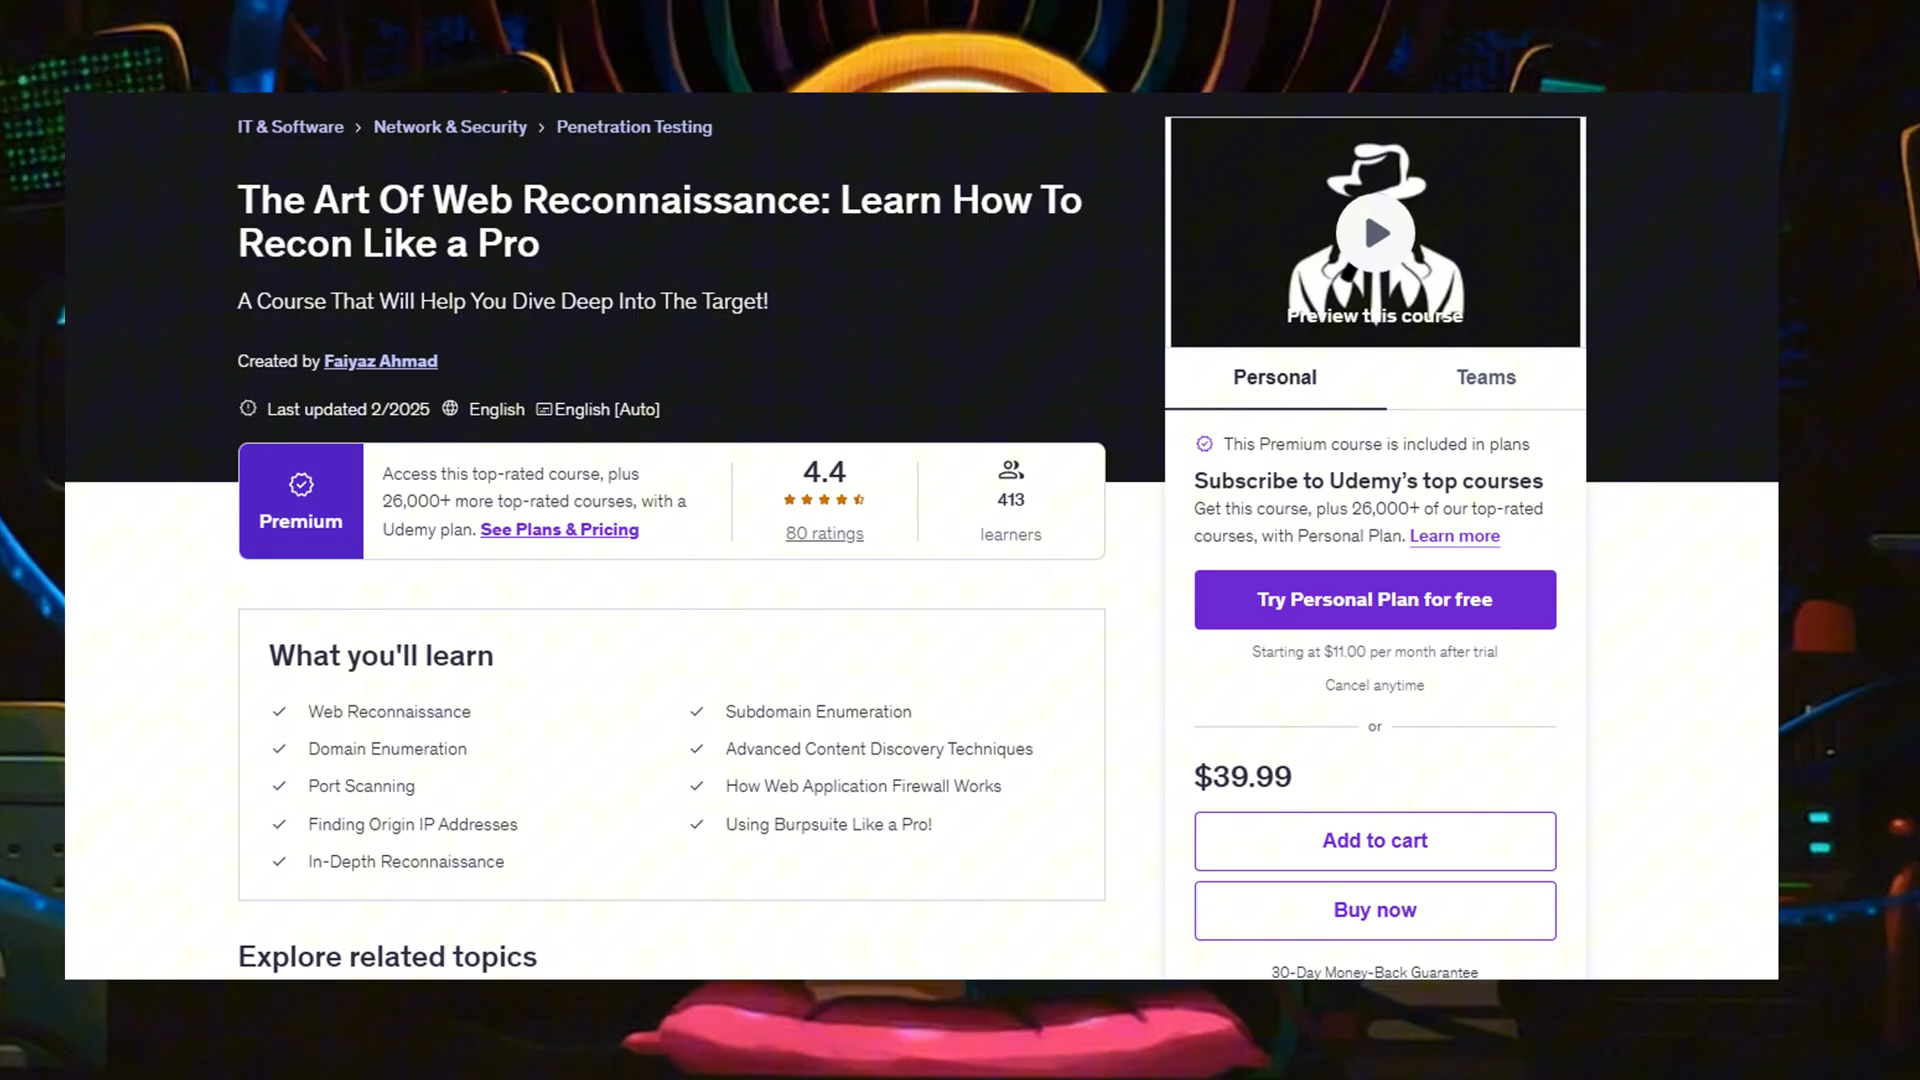 IT & Software > Network & Security > Penetration Testing
The Art Of Web Reconnaissance: Learn How To
Recon Like a Pro
A Course That Will Help You Dive Deep Into The Target!
Created by Faiyaz Ahmad
Last updated 2/2025 English English [Auto]
Premium
Access this top-rated course, plus
26,000+ more top-rated courses, with a
Udemy plan. See Plans & Pricing
4.4
80 ratings
413
learners
What you'll learn
Web Reconnaissance
Domain Enumeration
Port Scanning
Finding Origin IP Addresses
In-Depth Reconnaissance
Subdomain Enumeration
Advanced Content Discovery Techniques
How Web Application Firewall Works
Using Burpsuite Like a Pro!
Explore related topics
Preview this course
Personal
Teams
This Premium course is included in plans
Subscribe to Udemy’s top courses
Get this course, plus 26,000+ of our top-rated
courses, with Personal Plan. Learn more
Try Personal Plan for free
Starting at $11.00 per month after trial
Cancel anytime
or
$39.99
Add to cart
Buy now
30-Day Money-Back Guarantee